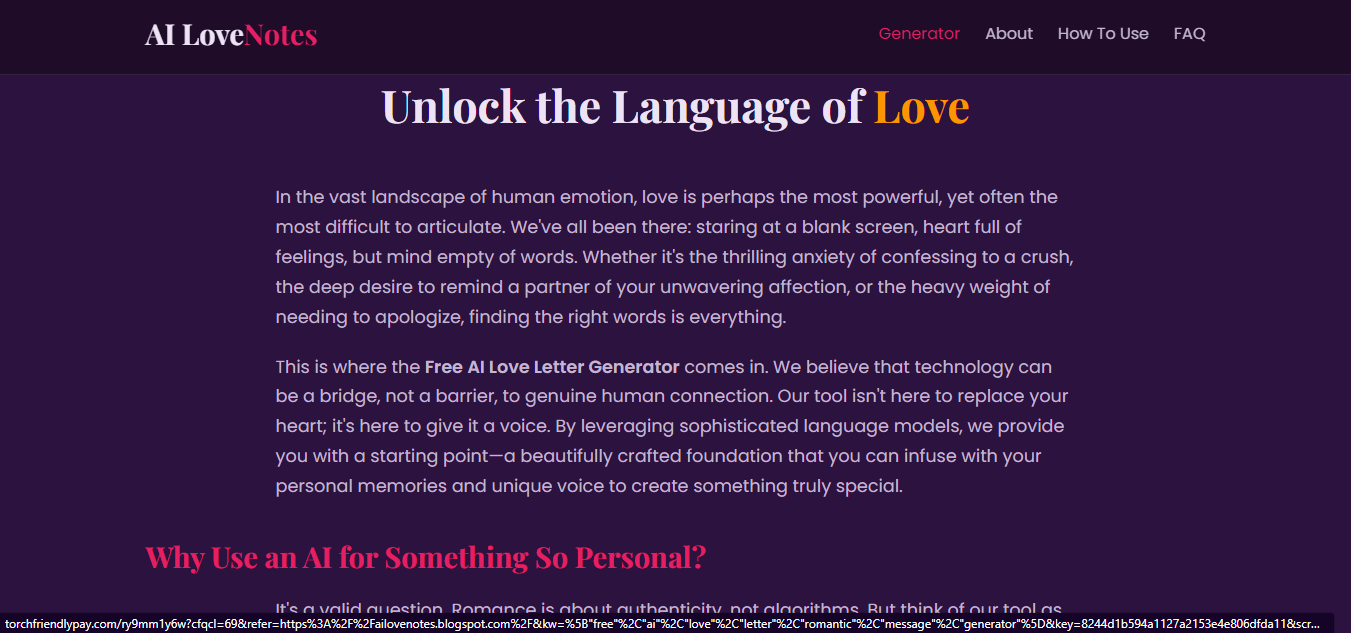 AI LoveNotes
Generator About How To Use FAQ
Unlock the Language of Love
In the vast landscape of human emotion, love is perhaps the most powerful, yet often the
most difficult to articulate. We've all been there: staring at a blank screen, heart full of
feelings, but mind empty of words. Whether it's the thrilling anxiety of confessing to a crush,
the deep desire to remind a partner of your unwavering affection, or the heavy weight of
needing to apologize, finding the right words is everything.
This is where the Free AI Love Letter Generator comes in. We believe that technology can
be a bridge, not a barrier, to genuine human connection. Our tool isn't here to replace your
heart; it's here to give it a voice. By leveraging sophisticated language models, we provide
you with a starting point—a beautifully crafted foundation that you can infuse with your
personal memories and unique voice to create something truly special.
Why Use an AI for Something So Personal?
It's a valid question. Romance is about authenticity, not algorithms. But think of our tool as
torchfriendlypay.com/ry9mm1y6w?cfqcl=69&refer=https%3A%2F%2Failovenotes.blogspot.com%2F&kw=%5B"free"%2C"ai"%2C"love"%2C"letter"%2C"romantic"%2C"message"%2C"generator"%5D&key=8244d1b594a1127a2153e4e806dfda11&scr...